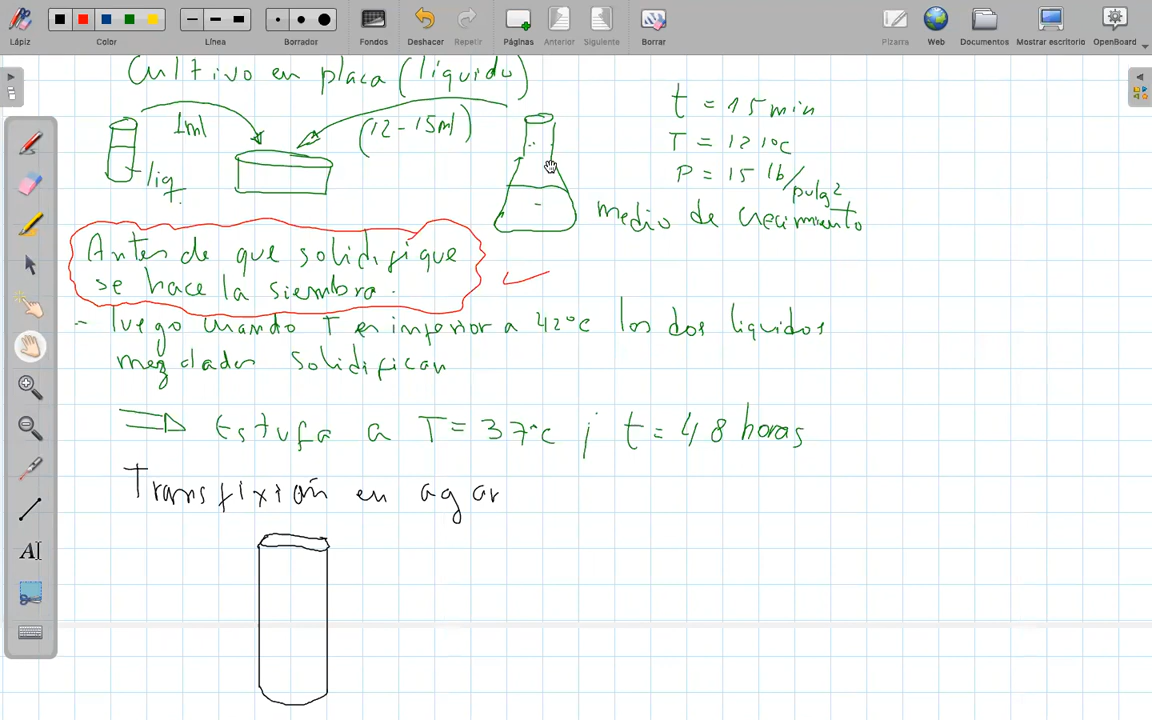 Lápiz
Color
Línea
Borrador
Fondos
Deshacer
Repetir
Páginas
Anterior
Siguiente
Borrar
Pizarra
Web
Documentos
Mostrar escritorio
OpenBoard
Cultivo en placa (líquido)
1ml
(12-15ml)
liq.
t = 15 min
T = 121°C
P = 15 lb/pulg2
medio de crecimiento
Antes de que solidifique
se hace la siembra.
- luego cuando T es inferior a 42°C los dos liquidos
mezclados solidifican
⇒ Estufa a T= 37°C ; t = 48 horas
Transfixión en agar